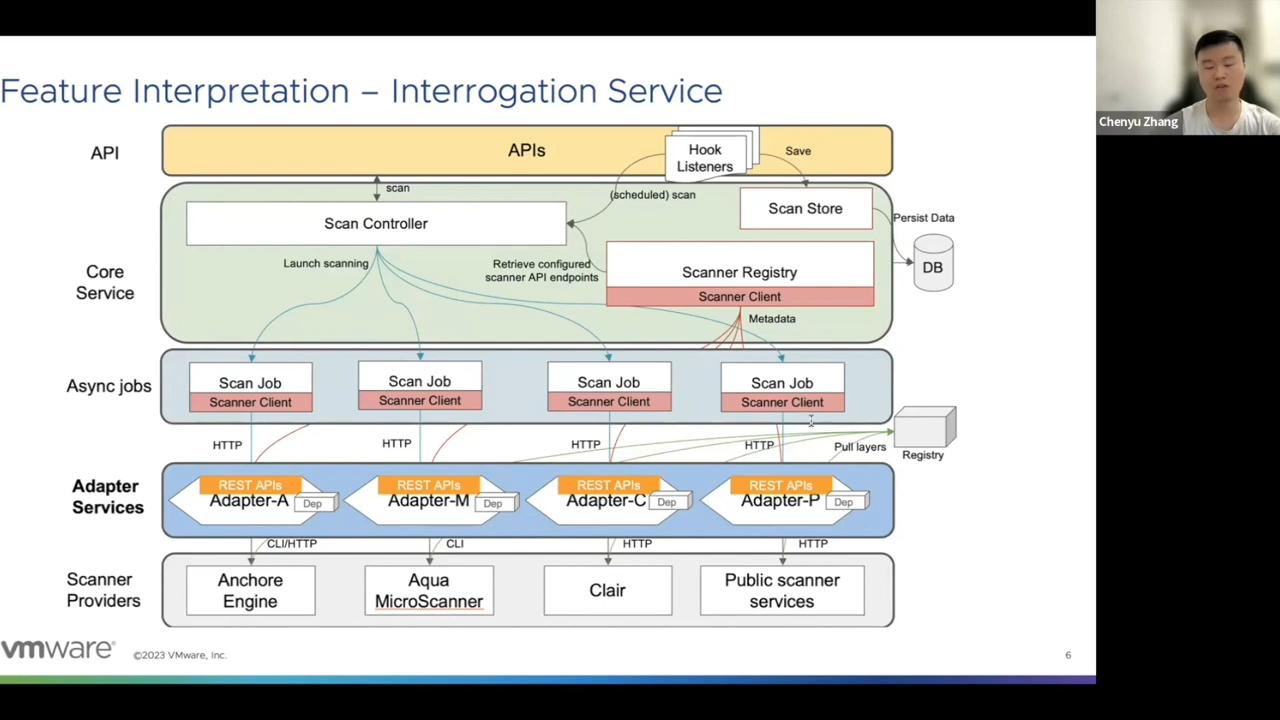 Feature Interpretation – Interrogation Service
Chenyu Zhang
API
APIs
Hook
Listeners
Save
scan
(scheduled) scan
Scan Controller
Scan Store
Persist Data
Core
Service
Launch scanning
Retrieve configured
scanner API endpoints
Scanner Registry
Scanner Client
DB
Metadata
Async jobs
Scan Job
Scanner Client
Scan Job
Scanner Client
Scan Job
Scanner Client
Scan Job
Scanner Client
HTTP
HTTP
HTTP
HTTP
Pull layers
Registry
Adapter
Services
REST APIs
Adapter-A
Dep
REST APIs
Adapter-M
Dep
REST APIs
Adapter-C
Dep
REST APIs
Adapter-P
Dep
CLI/HTTP
CLI
HTTP
HTTP
Scanner
Providers
Anchore
Engine
Aqua
MicroScanner
Clair
Public scanner
services
vmware®
©2023 VMware, Inc.
6